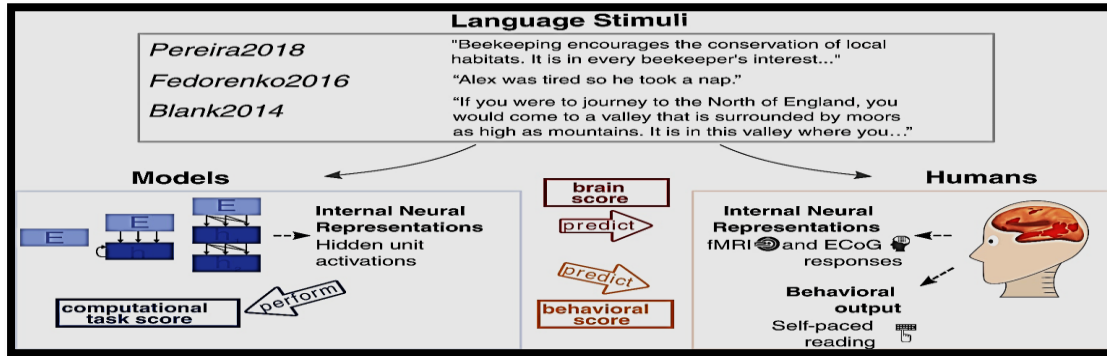 Language Stimuli
Pereira2018
"Beekeeping encourages the conservation of local
habitats. It is in every beekeeper's interest..."
Fedorenko2016
“Alex was tired so he took a nap.”
Blank2014
“If you were to journey to the North of England, you
would come to a valley that is surrounded by moors
as high as mountains. It is in this valley where you…”
Models
E
E
E
Internal Neural
Representations
Hidden unit
activations
perform
computational
task score
brain
score
predict
predict
behavioral
score
Humans
Internal Neural
Representations
fMRI and ECoG
responses
Behavioral
output
Self-paced
reading